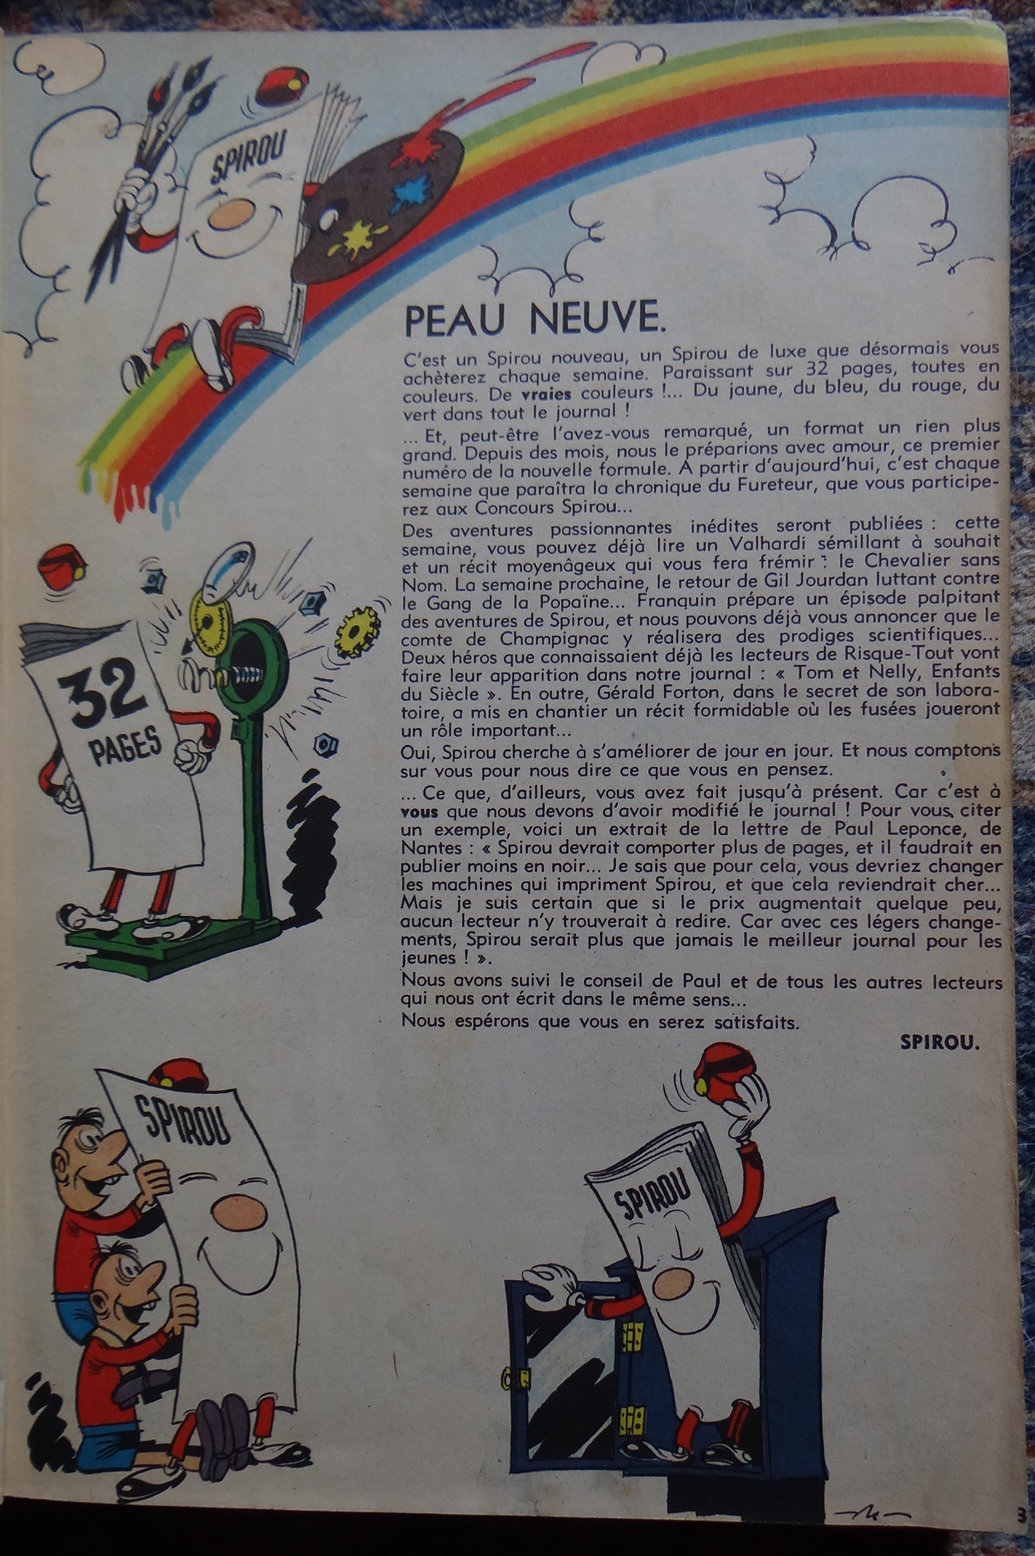 SPIROU
PEAU NEUVE.
C'est un Spirou nouveau, un Spirou de luxe que désormais vous
achèterez chaque semaine. Paraissant sur 32 pages, toutes en
couleurs. De vraies couleurs !... Du jaune, du bleu, du rouge, du
vert dans tout le journal !
... Et, peut-être l'avez-vous remarqué, un format un rien plus
grand. Depuis des mois, nous le préparions avec amour, ce premier
numéro de la nouvelle formule. A partir d'aujourd'hui, c'est chaque
semaine que paraîtra la chronique du Fureteur, que vous participe-
rez aux Concours Spirou...
Des aventures passionnantes inédites seront publiées : cette
semaine, vous pouvez déjà lire un Valhardi sémillant à souhait
et un récit moyenâgeux qui vous fera frémir : le Chevalier sans
Nom. La semaine prochaine, le retour de Gil Jourdan luttant contre
le Gang de la Popaïne... Franquin prépare un épisode palpitant
des aventures de Spirou, et nous pouvons déjà vous annoncer que le
comte de Champignac y réalisera des prodiges scientifiques...
Deux héros que connaissaient déjà les lecteurs de Risque-Tout vont
faire leur apparition dans notre journal : « Tom et Nelly, Enfants
du Siècle ». En outre, Gérald Forton, dans le secret de son labora-
toire, a mis en chantier un récit formidable où les fusées joueront
un rôle important...
Oui, Spirou cherche à s'améliorer de jour en jour. Et nous comptons
sur vous pour nous dire ce que vous en pensez.
... Ce que, d'ailleurs, vous avez fait jusqu'à présent. Car c'est à
vous que nous devons d'avoir modifié le journal ! Pour vous citer
un exemple, voici un extrait de la lettre de Paul Leponce, de
Nantes : « Spirou devrait comporter plus de pages, et il faudrait en
publier moins en noir... Je sais que pour cela, vous devriez changer
les machines qui impriment Spirou, et que cela reviendrait cher...
Mais je suis certain que si le prix augmentait quelque peu,
aucun lecteur n'y trouverait à redire. Car avec ces légers change-
ments, Spirou serait plus que jamais le meilleur journal pour les
jeunes ! ».
Nous avons suivi le conseil de Paul et de tous les autres lecteurs
qui nous ont écrit dans le même sens...
Nous espérons que vous en serez satisfaits.
SPIROU.
32
PAGES
SPIROU
SPIROU
3